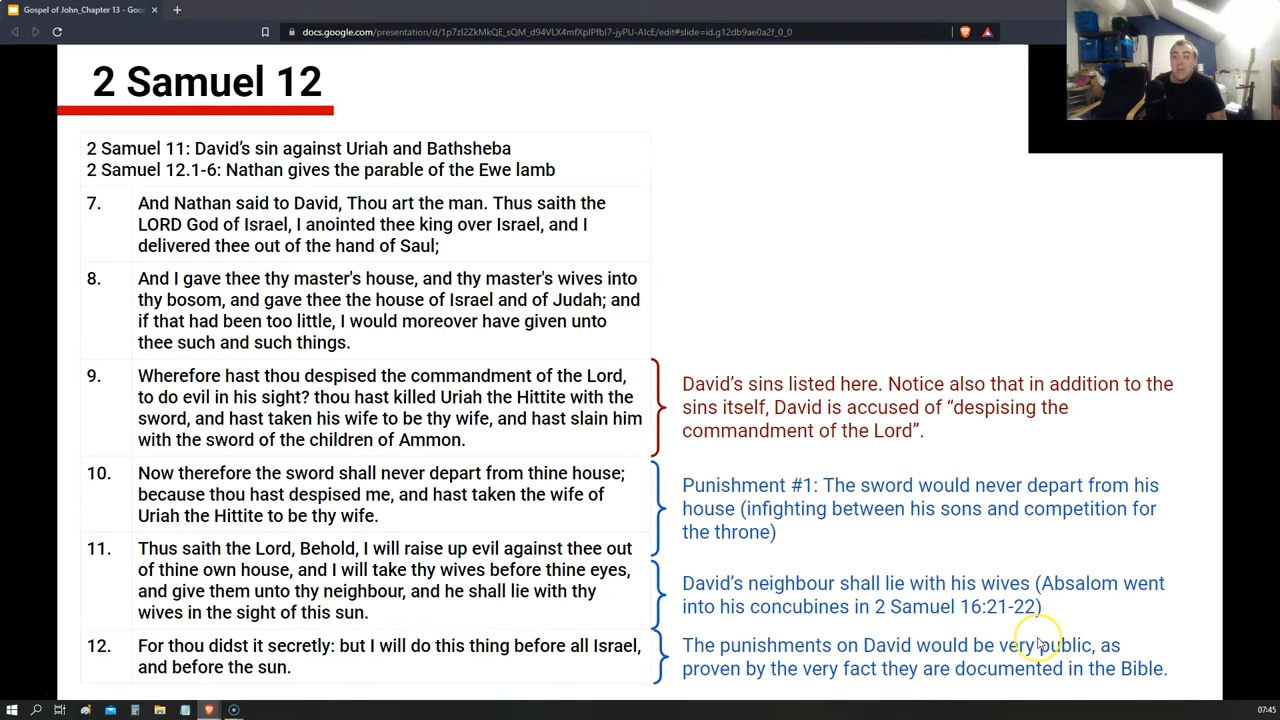 Gospel of John_Chapter 13 - Goo
docs.google.com/presentation/d/1p7zl2ZkMkQE_sQM_d94VLX4mfXplPfbl7-jyPU-AlcE/edit#slide=id.g12db9ae0a2f_0_0
2 Samuel 12
2 Samuel 11: David's sin against Uriah and Bathsheba
2 Samuel 12.1-6: Nathan gives the parable of the Ewe lamb
7. And Nathan said to David, Thou art the man. Thus saith the
LORD God of Israel, I anointed thee king over Israel, and I
delivered thee out of the hand of Saul;
8. And I gave thee thy master's house, and thy master's wives into
thy bosom, and gave thee the house of Israel and of Judah; and
if that had been too little, I would moreover have given unto
thee such and such things.
9. Wherefore hast thou despised the commandment of the Lord,
to do evil in his sight? thou hast killed Uriah the Hittite with the
sword, and hast taken his wife to be thy wife, and hast slain him
with the sword of the children of Ammon.
David's sins listed here. Notice also that in addition to the
sins itself, David is accused of “despising the
commandment of the Lord”.
10. Now therefore the sword shall never depart from thine house;
because thou hast despised me, and hast taken the wife of
Uriah the Hittite to be thy wife.
Punishment #1: The sword would never depart from his
house (infighting between his sons and competition for
the throne)
11. Thus saith the Lord, Behold, I will raise up evil against thee out
of thine own house, and I will take thy wives before thine eyes,
and give them unto thy neighbour, and he shall lie with thy
wives in the sight of this sun.
David's neighbour shall lie with his wives (Absalom went
into his concubines in 2 Samuel 16:21-22)
12. For thou didst it secretly: but I will do this thing before all Israel,
and before the sun.
The punishments on David would be very public, as
proven by the very fact they are documented in the Bible.
07:45